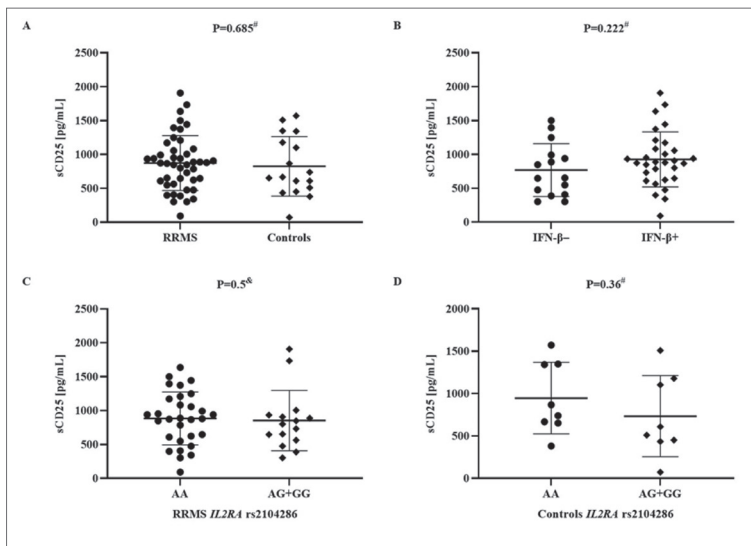 A
P=0.685#
sCD25 [pg/mL]
2500
2000
1500
1000
500
0
RRMS
Controls
B
P=0.222#
sCD25 [pg/mL]
2500
2000
1500
1000
500
0
IFN-β−
IFN-β+
C
P=0.5&
sCD25 [pg/mL]
2500
2000
1500
1000
500
0
AA
AG+GG
RRMS IL2RA rs2104286
D
P=0.36#
sCD25 [pg/mL]
2000
1500
1000
500
0
AA
AG+GG
Controls IL2RA rs2104286